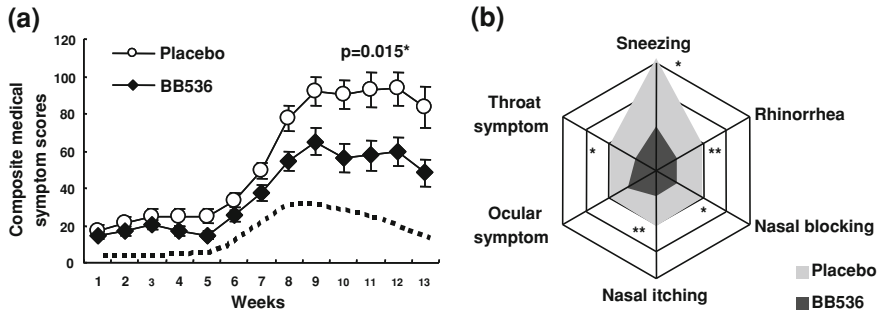 (a)
120
100
80
60
40
20
0
Composite medical
symptom scores
Placebo
BB536
p=0.015*
1 2 3 4 5 6 7 8 9 10 11 12 13
Weeks
(b)
Sneezing
*
Throat
symptom
Rhinorrhea
* **
Ocular
symptom
** *
Nasal blocking
Nasal itching
Placebo
BB536